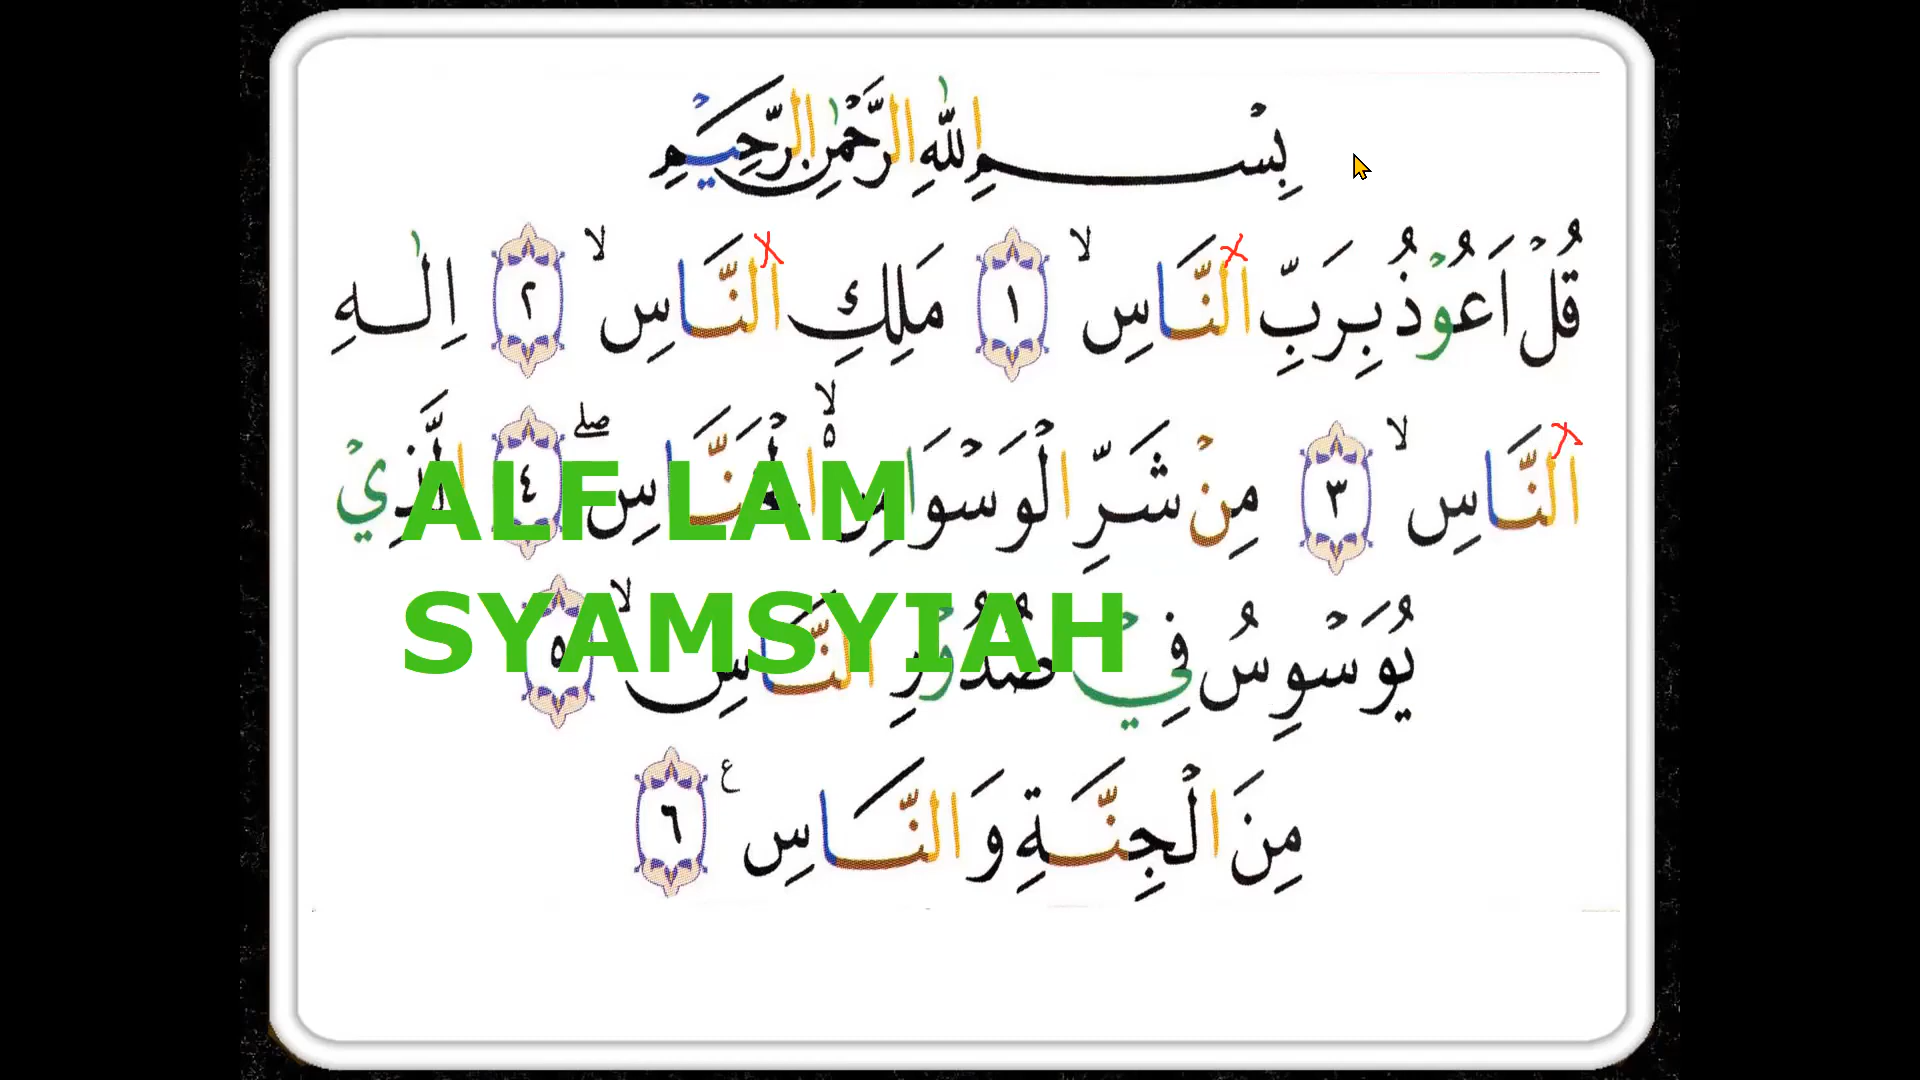 بِسْمِ اللّٰهِ الرَّحْمٰنِ الرَّحِيْمِ
قُلْ اَعُوْذُ بِرَبِّ النَّاسِ ۙ ١ مَلِكِ النَّاسِ ۙ ٢ اِلٰهِ
النَّاسِ ۙ ٣ مِنْ شَرِّ الْوَسْوَاسِ ەۙ الْخَنَّاسِ ۖ ٤ الَّذِيْ
ALF LAM
يُوَسْوِسُ فِيْ صُدُوْرِ النَّاسِ ۙ ٥
SYAMSYIAH
مِنَ الْجِنَّةِ وَالنَّاسِ ࣖ ٦